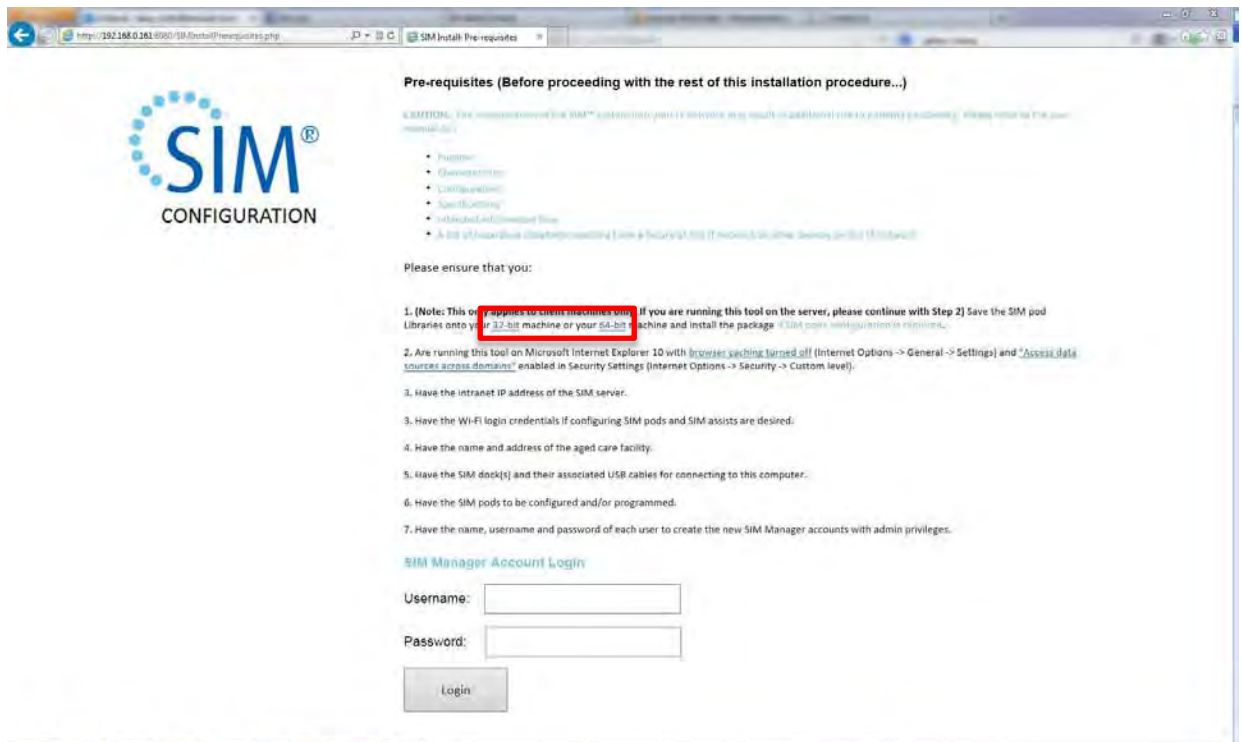 SIM Install: Pre-requisites
SIM®
CONFIGURATION
Pre-requisites (Before proceeding with the rest of this installation procedure...)
Please ensure that you:
1. (Note: This only applies to client machines only. If you are running this tool on the server, please continue with Step 2) Save the SIM pod
Libraries onto your 32-bit machine or your 64-bit machine and install the package if SIM pods configuration is required.
2. Are running this tool on Microsoft Internet Explorer 10 with browser caching turned off (Internet Options -> General -> Settings) and "Access data
sources across domains" enabled in Security Settings (Internet Options -> Security -> Custom level).
3. Have the intranet IP address of the SIM server.
3. Have the Wi-Fi login credentials if configuring SIM pods and SIM assists are desired.
4. Have the name and address of the aged care facility.
5. Have the SIM dock(s) and their associated USB cables for connecting to this computer.
6. Have the SIM pods to be configured and/or programmed.
7. Have the name, username and password of each user to create the new SIM Manager accounts with admin privileges.
SIM Manager Account Login
Username:
Password:
Login